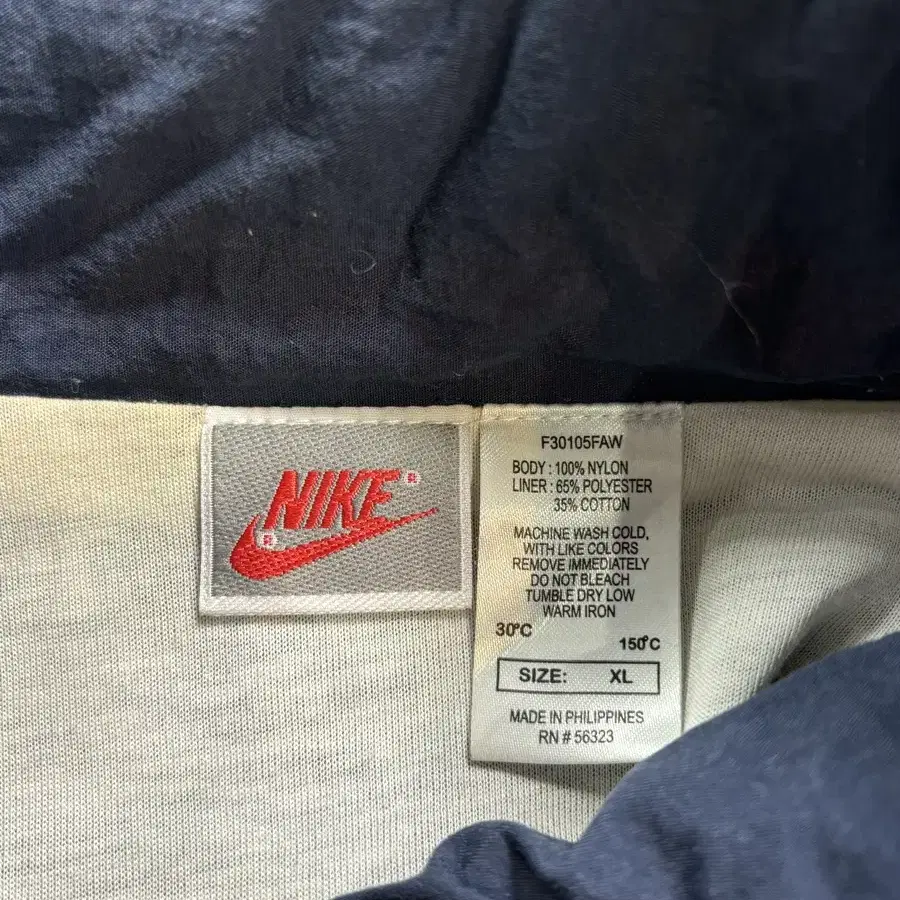 NIKE®
®
F30105FAW
BODY : 100% NYLON
LINER : 65% POLYESTER
35% COTTON
MACHINE WASH COLD,
WITH LIKE COLORS
REMOVE IMMEDIATELY
DO NOT BLEACH
TUMBLE DRY LOW
WARM IRON
30°C
150°C
SIZE: XL
MADE IN PHILIPPINES
RN # 56323